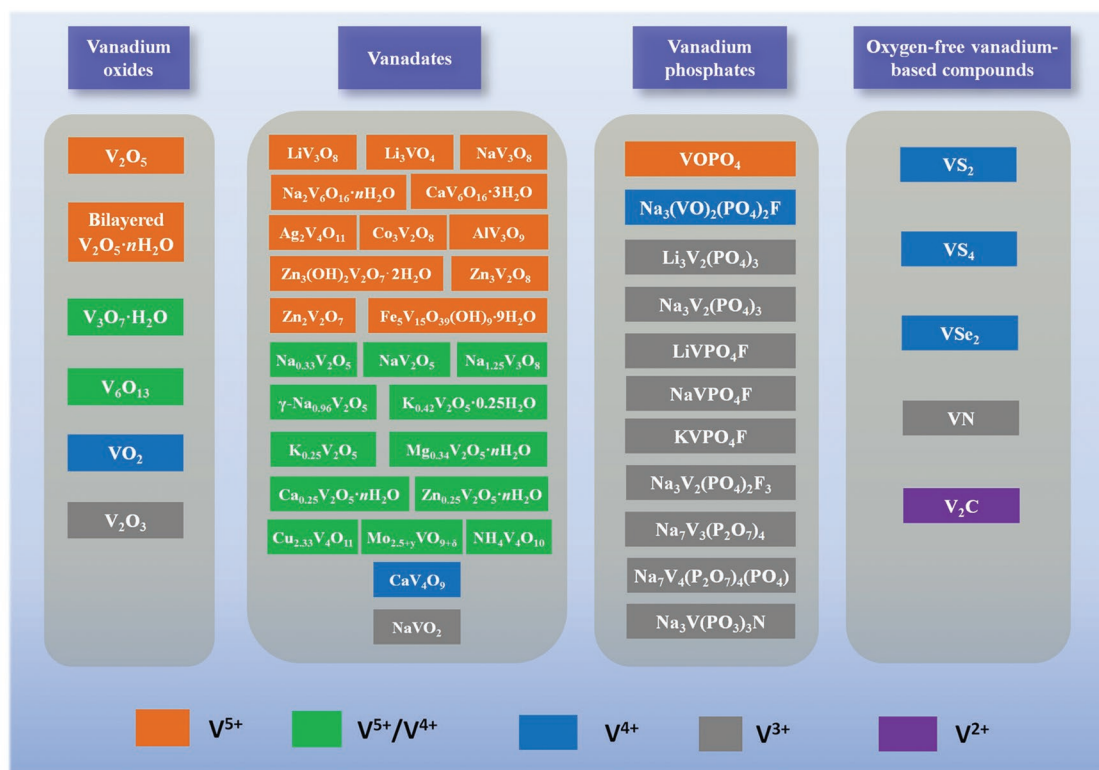 Vanadium
oxides
Vanadates
Vanadium
phosphates
Oxygen-free vanadium-
based compounds
V₂O₅
Bilayered
V₂O₅·nH₂O
V₃O₇·H₂O
V₆O₁₃
VO₂
V₂O₃
LiV₃O₈ Li₃VO₄ NaV₃O₈
Na₂V₆O₁₆·nH₂O CaV₆O₁₆·3H₂O
Ag₂V₄O₁₁ Co₃V₂O₈ AlV₃O₉
Zn₃(OH)₂V₂O₇·2H₂O Zn₃V₂O₈
Zn₂V₂O₇ Fe₅V₁₅O₃₉(OH)₉·9H₂O
Na₀.₃₃V₂O₅ NaV₂O₅ Na₁.₂₅V₃O₈
γ-Na₀.₉₆V₂O₅ K₀.₄₂V₂O₅·0.25H₂O
K₀.₂₅V₂O₅ Mg₀.₃₄V₂O₅·nH₂O
Ca₀.₂₅V₂O₅·nH₂O Zn₀.₂₅V₂O₅·nH₂O
Cu₂.₃₃V₄O₁₁ Mo₂.₅₊yVO₉₊δ NH₄V₄O₁₀
CaV₄O₉
NaVO₂
VOPO₄
Na₃(VO)₂(PO₄)₂F
Li₃V₂(PO₄)₃
Na₃V₂(PO₄)₃
LiVPO₄F
NaVPO₄F
KVPO₄F
Na₃V₂(PO₄)₂F₃
Na₇V₃(P₂O₇)₄
Na₇V₄(P₂O₇)₄(PO₄)
Na₃V(PO₃)₃N
VS₂
VS₄
VSe₂
VN
V₂C
V⁵⁺ V⁵⁺/V⁴⁺ V⁴⁺ V³⁺ V²⁺